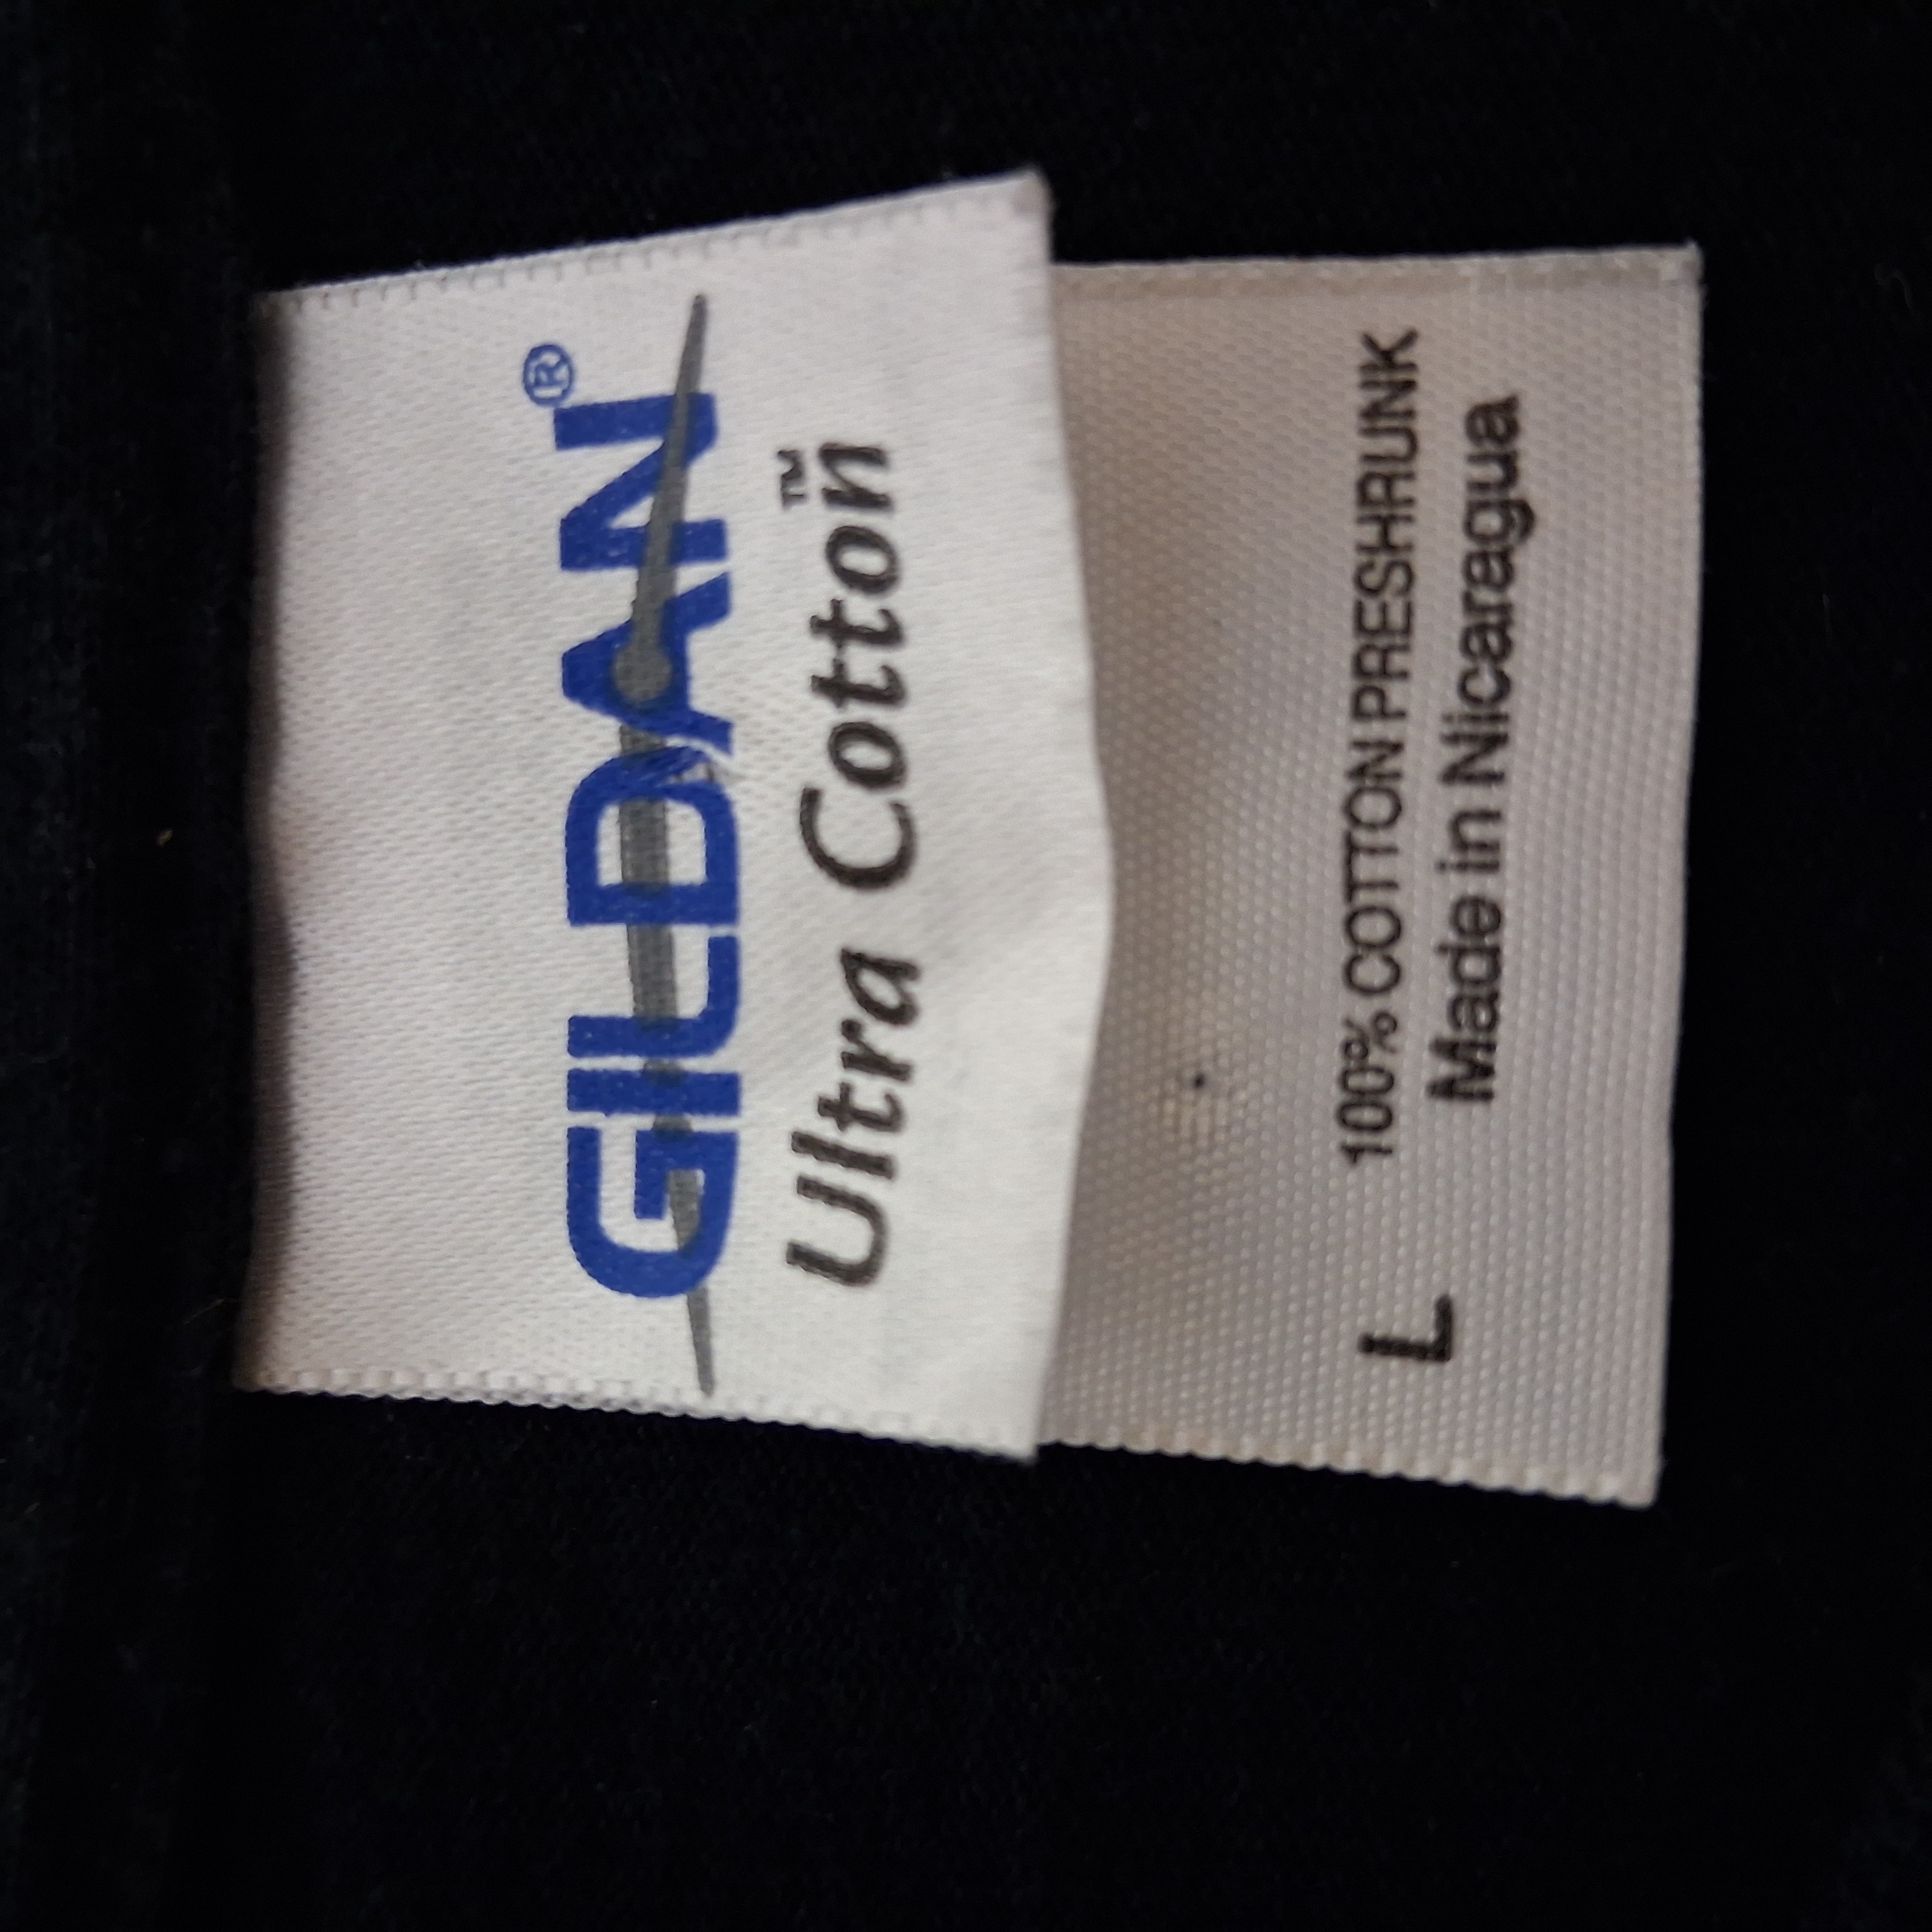 GILDAN®
Ultra Cotton™
100% COTTON PRESHRUNK
L
Made in Nicaragua